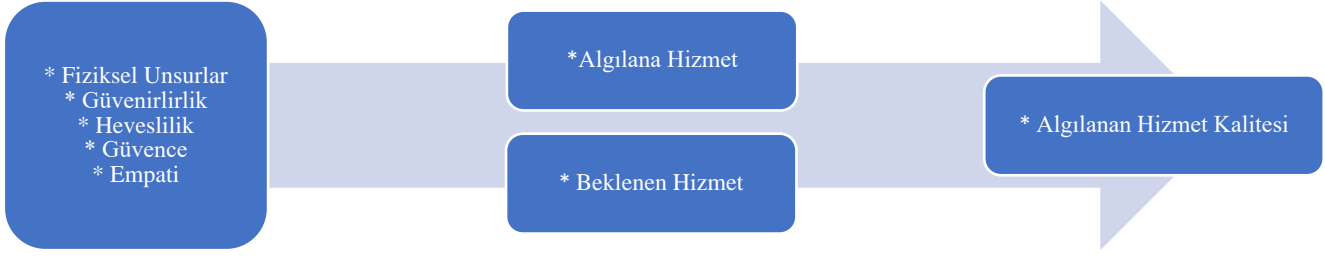 * Fiziksel Unsurlar
* Güvenirlirlik
* Heveslilik
* Güvence
* Empati
*Algılana Hizmet
* Beklenen Hizmet
* Algılanan Hizmet Kalitesi